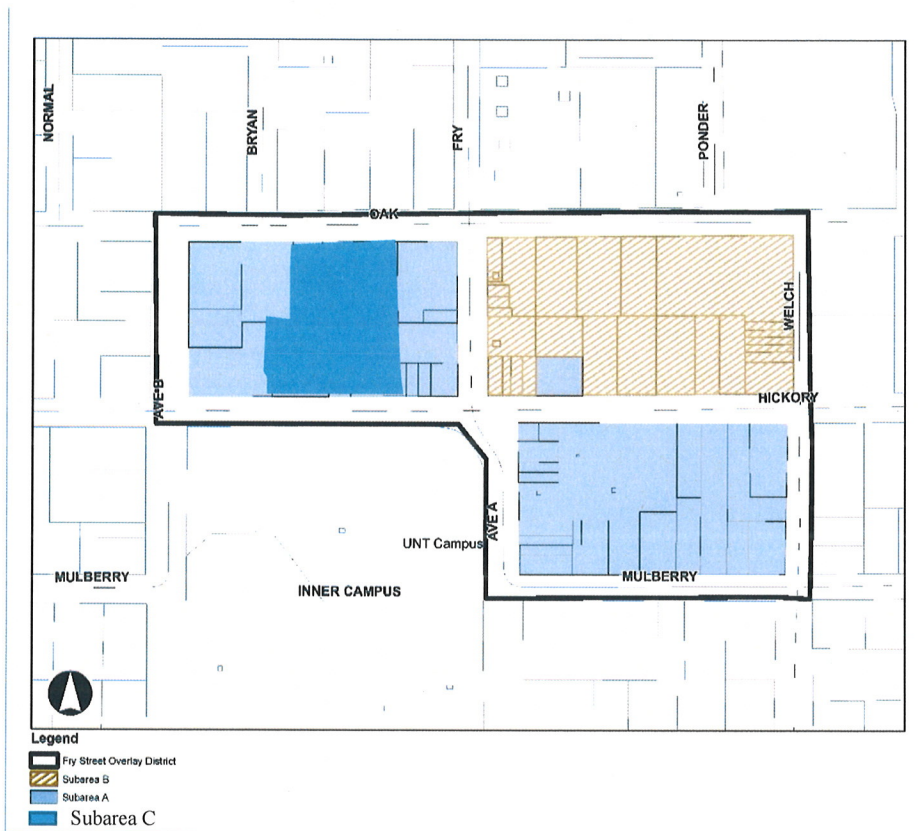 NORMAL
BRYAN
FRY
PONDER
OAK
WELCH
AVE B
HICKORY
AVE A
UNT Campus
MULBERRY
INNER CAMPUS
MULBERRY
Legend
Fry Street Overlay District
Subarea B
Subarea A
Subarea C